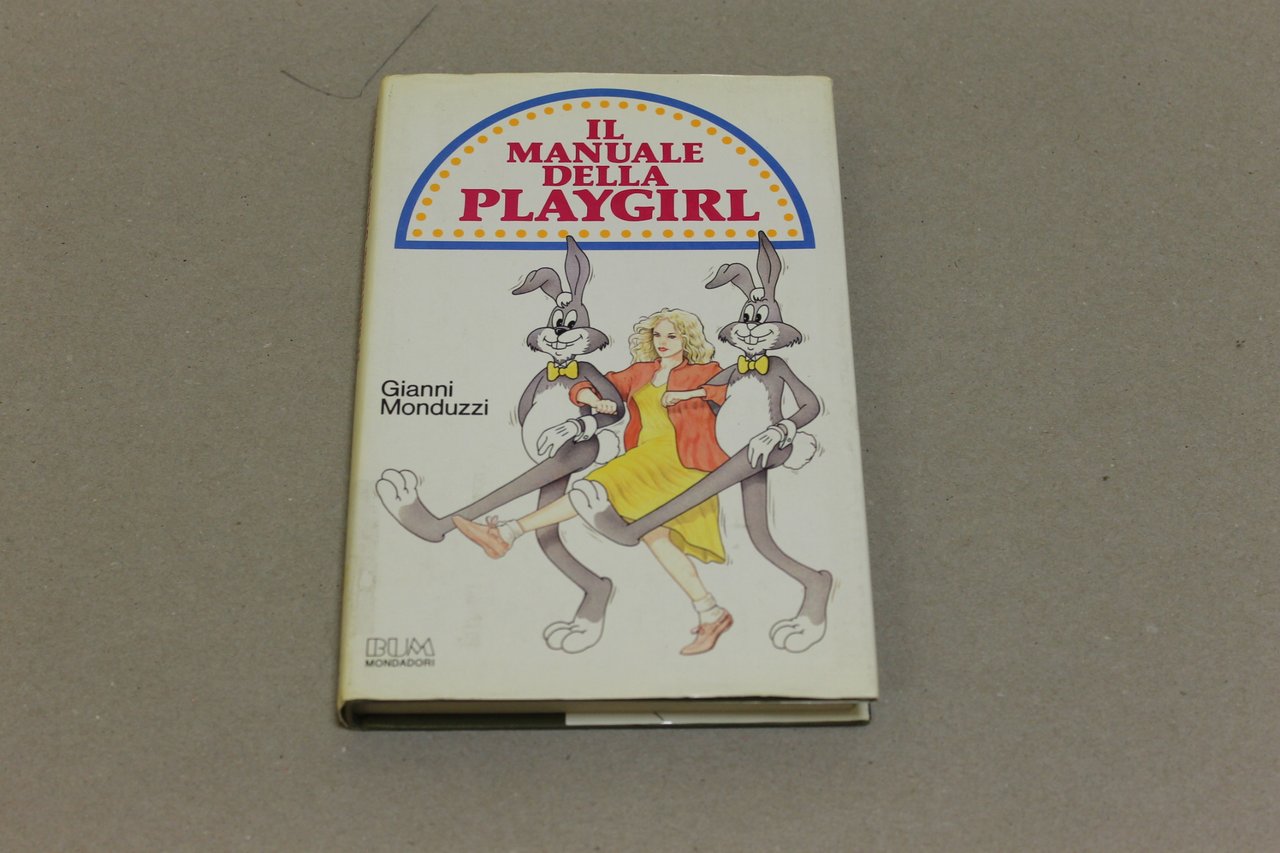 IL
MANUALE
DELLA
PLAYGIRL
Gianni
Monduzzi
BUM
MONDADORI